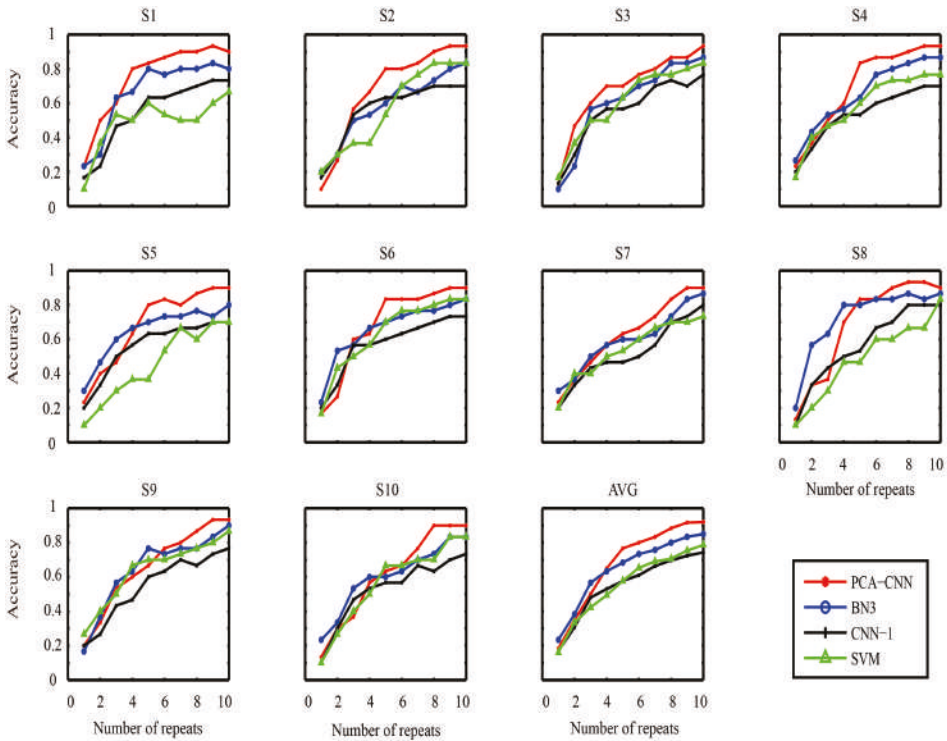 S1 S2 S3 S4
Accuracy
1
0.8
0.6
0.4
0.2
0
S5 S6 S7 S8
Accuracy
1
0.8
0.6
0.4
0.2
0
0 2 4 6 8 10
Number of repeats
S9 S10 AVG
Accuracy
1
0.8
0.6
0.4
0.2
0
0 2 4 6 8 10 0 2 4 6 8 10 0 2 4 6 8 10
Number of repeats Number of repeats Number of repeats
PCA-CNN
BN3
CNN-1
SVM